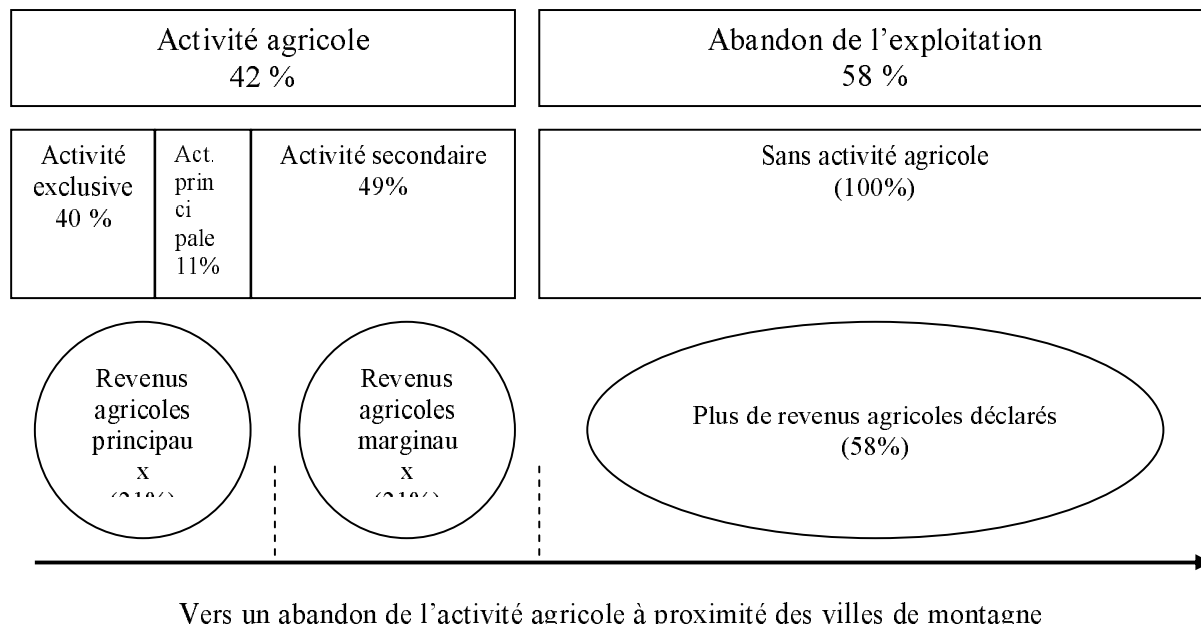 Activité agricole
42 %
Abandon de l’exploitation
58 %
Activité
exclusive
40 %
Act.
prin
ci
pale
11%
Activité secondaire
49%
Sans activité agricole
(100%)
Revenus
agricoles
principau
x
(21%)
Revenus
agricoles
marginau
x
(21%)
Plus de revenus agricoles déclarés
(58%)
Vers un abandon de l’activité agricole à proximité des villes de montagne